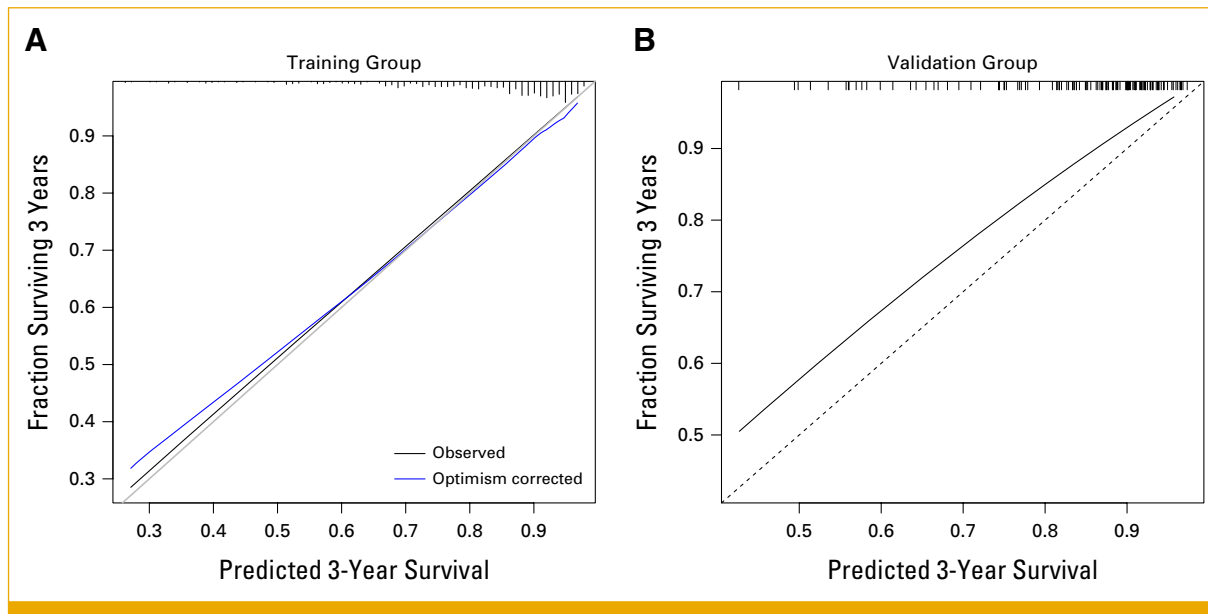 A
Training Group
Fraction Surviving 3 Years
0.9
0.8
0.7
0.6
0.5
0.4
0.3
Observed
Optimism corrected
0.3 0.4 0.5 0.6 0.7 0.8 0.9
Predicted 3-Year Survival
B
Validation Group
Fraction Surviving 3 Years
0.9
0.8
0.7
0.6
0.5
0.5 0.6 0.7 0.8 0.9
Predicted 3-Year Survival